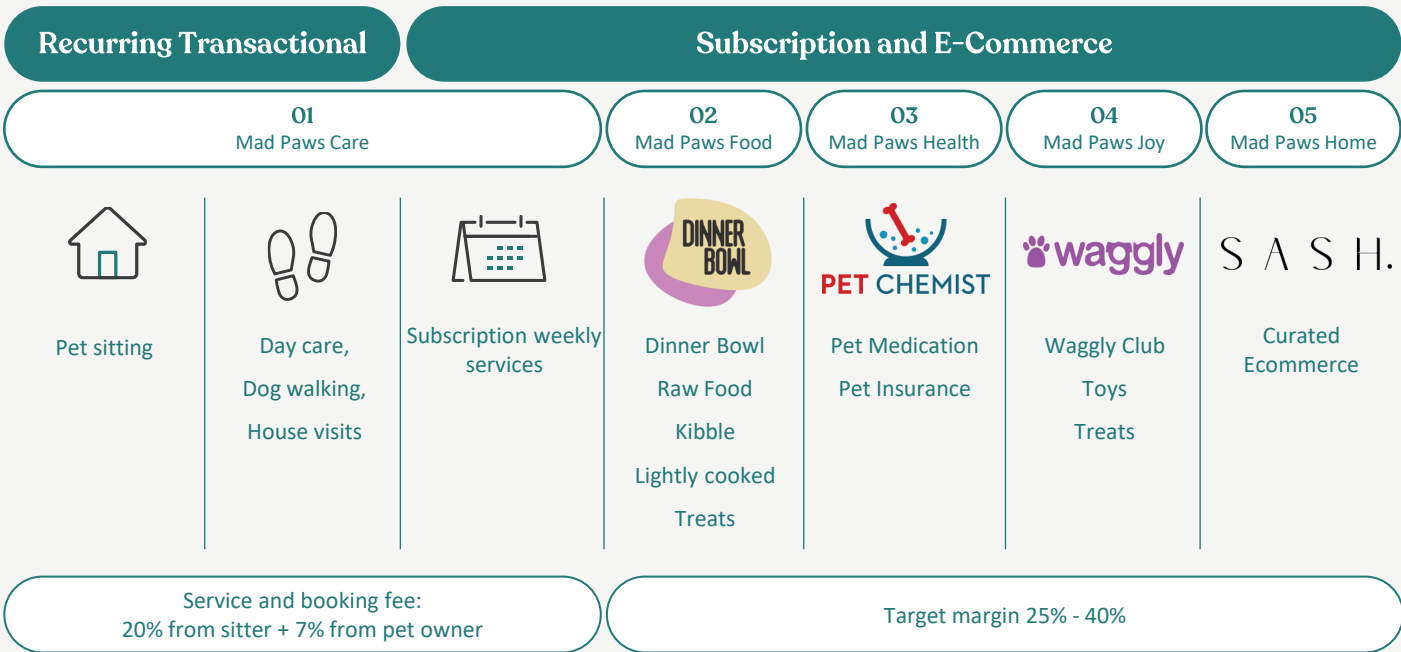 Recurring Transactional
Subscription and E-Commerce
01
Mad Paws Care
02
Mad Paws Food
03
Mad Paws Health
04
Mad Paws Joy
05
Mad Paws Home
Pet sitting
Day care,
Dog walking,
House visits
Subscription weekly
services
DINNER
BOWL
Dinner Bowl
Raw Food
Kibble
Lightly cooked
Treats
PET CHEMIST
Pet Medication
Pet Insurance
waggly
Waggly Club
Toys
Treats
S A S H.
Curated
Ecommerce
Service and booking fee:
20% from sitter + 7% from pet owner
Target margin 25% - 40%